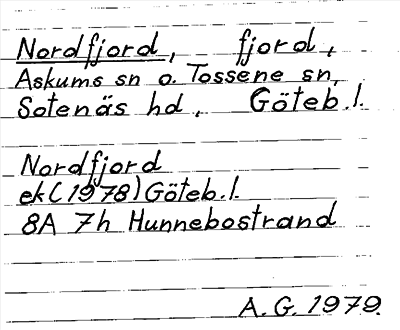 Nordfjord, fjord,
Askums sn o. Tossene sn,
Sotenäs hd, Göteb.l.
Nordfjord
ek(1978)Göteb.l.
8A 7h Hunnebostrand
A.G. 1979.